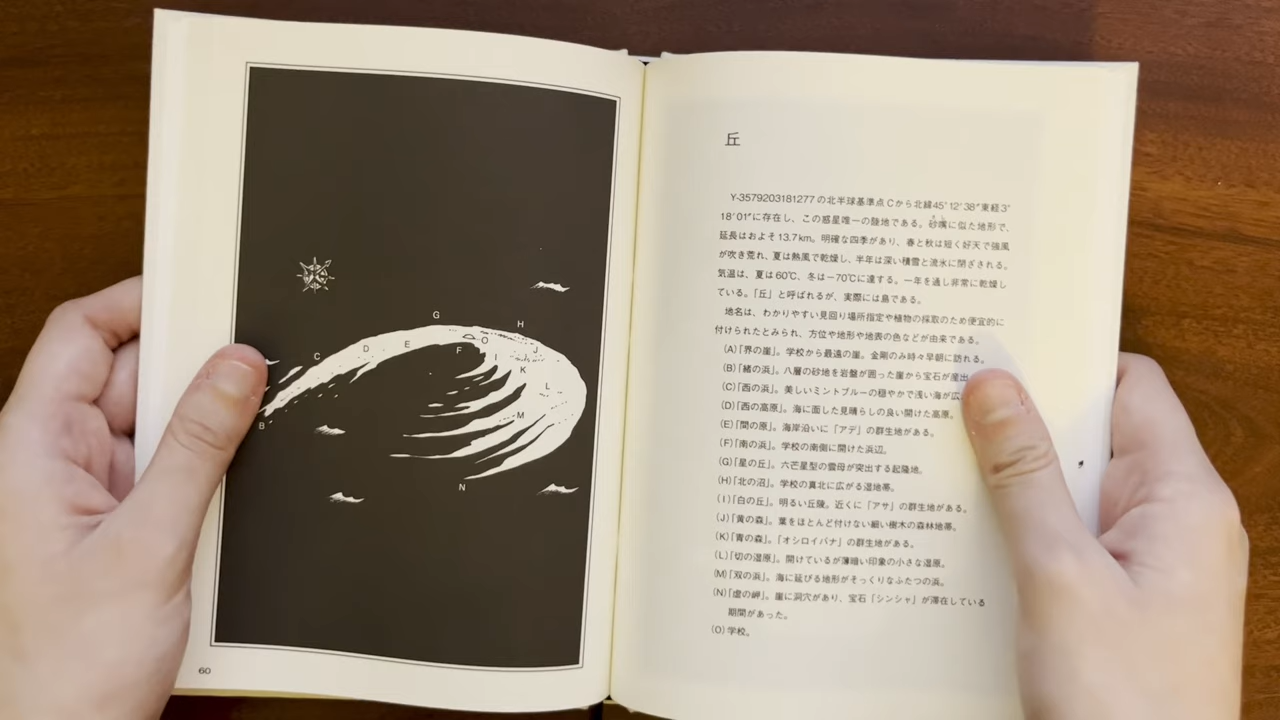 G
H
O
J
E
F
D
I
C
K
L
M
B
N
60
丘
Y-3579203181277の北半球基準点Cから北緯45°12′38″東経3°
18′01″に存在し、この惑星唯一の陸地である。砂嘴に似た地形で、
延長はおよそ13.7km。明確な四季があり、春と秋は短く好天で強風
が吹き荒れ、夏は熱風で乾燥し、半年は深い積雪と流氷に閉ざされる。
気温は、夏は60℃、冬は−70℃に達する。一年を通し非常に乾燥し
ている。「丘」と呼ばれるが、実際には島である。
地名は、わかりやすい見回り場所指定や植物の採取のため便宜的に
付けられたとみられ、方位や地形や地表の色などが由来である。
(A)「界の崖」。学校から最遠の崖。金剛のみ時々早朝に訪れる。
(B)「緒の浜」。八層の砂地を岩盤が囲った崖から宝石が産出
(C)「西の浜」。美しいミントブルーの穏やかで浅い海が広
(D)「西の高原」。海に面した見晴らしの良い開けた高原。
(E)「間の原」。海岸沿いに「アデ」の群生地がある。
(F)「南の浜」。学校の南側に開けた浜辺。
(G)「星の丘」。六芒星型の雲母が突出する起隆地。
(H)「北の沼」。学校の真北に広がる湿地帯。
(I)「白の丘」。明るい丘陵。近くに「アサ」の群生地がある。
(J)「黄の森」。葉をほとんど付けない細い樹木の森林地帯。
(K)「青の森」。「オシロイバナ」の群生地がある。
(L)「切の湿原」。開けているが薄暗い印象の小さな湿原。
(M)「双の浜」。海に延びる地形がそっくりなふたつの浜。
(N)「虚の岬」。崖に洞穴があり、宝石「シンシャ」が滞在している
期間があった。
(O)学校。